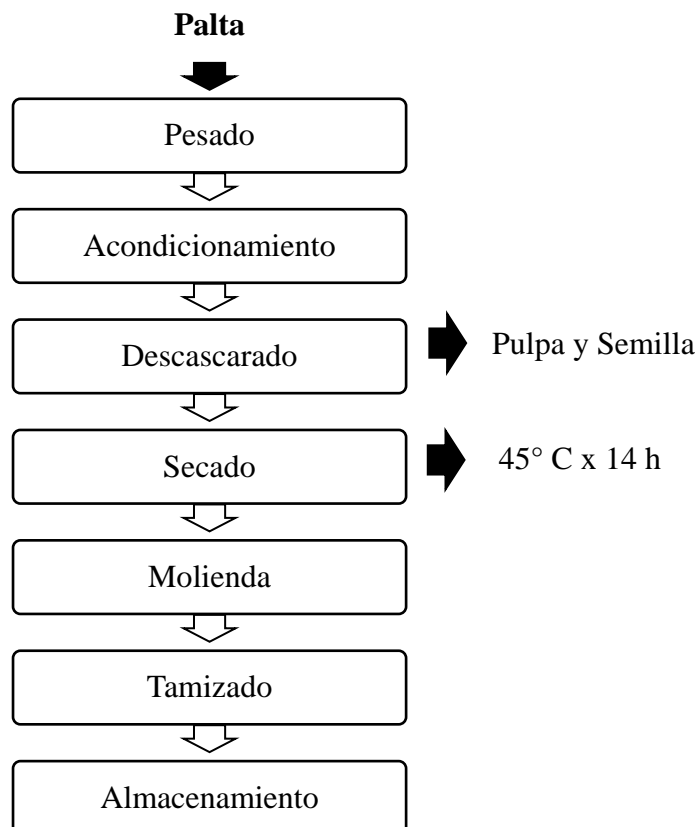 Palta
Pesado
Acondicionamiento
Descascarado
Pulpa y Semilla
Secado
45° C x 14 h
Molienda
Tamizado
Almacenamiento